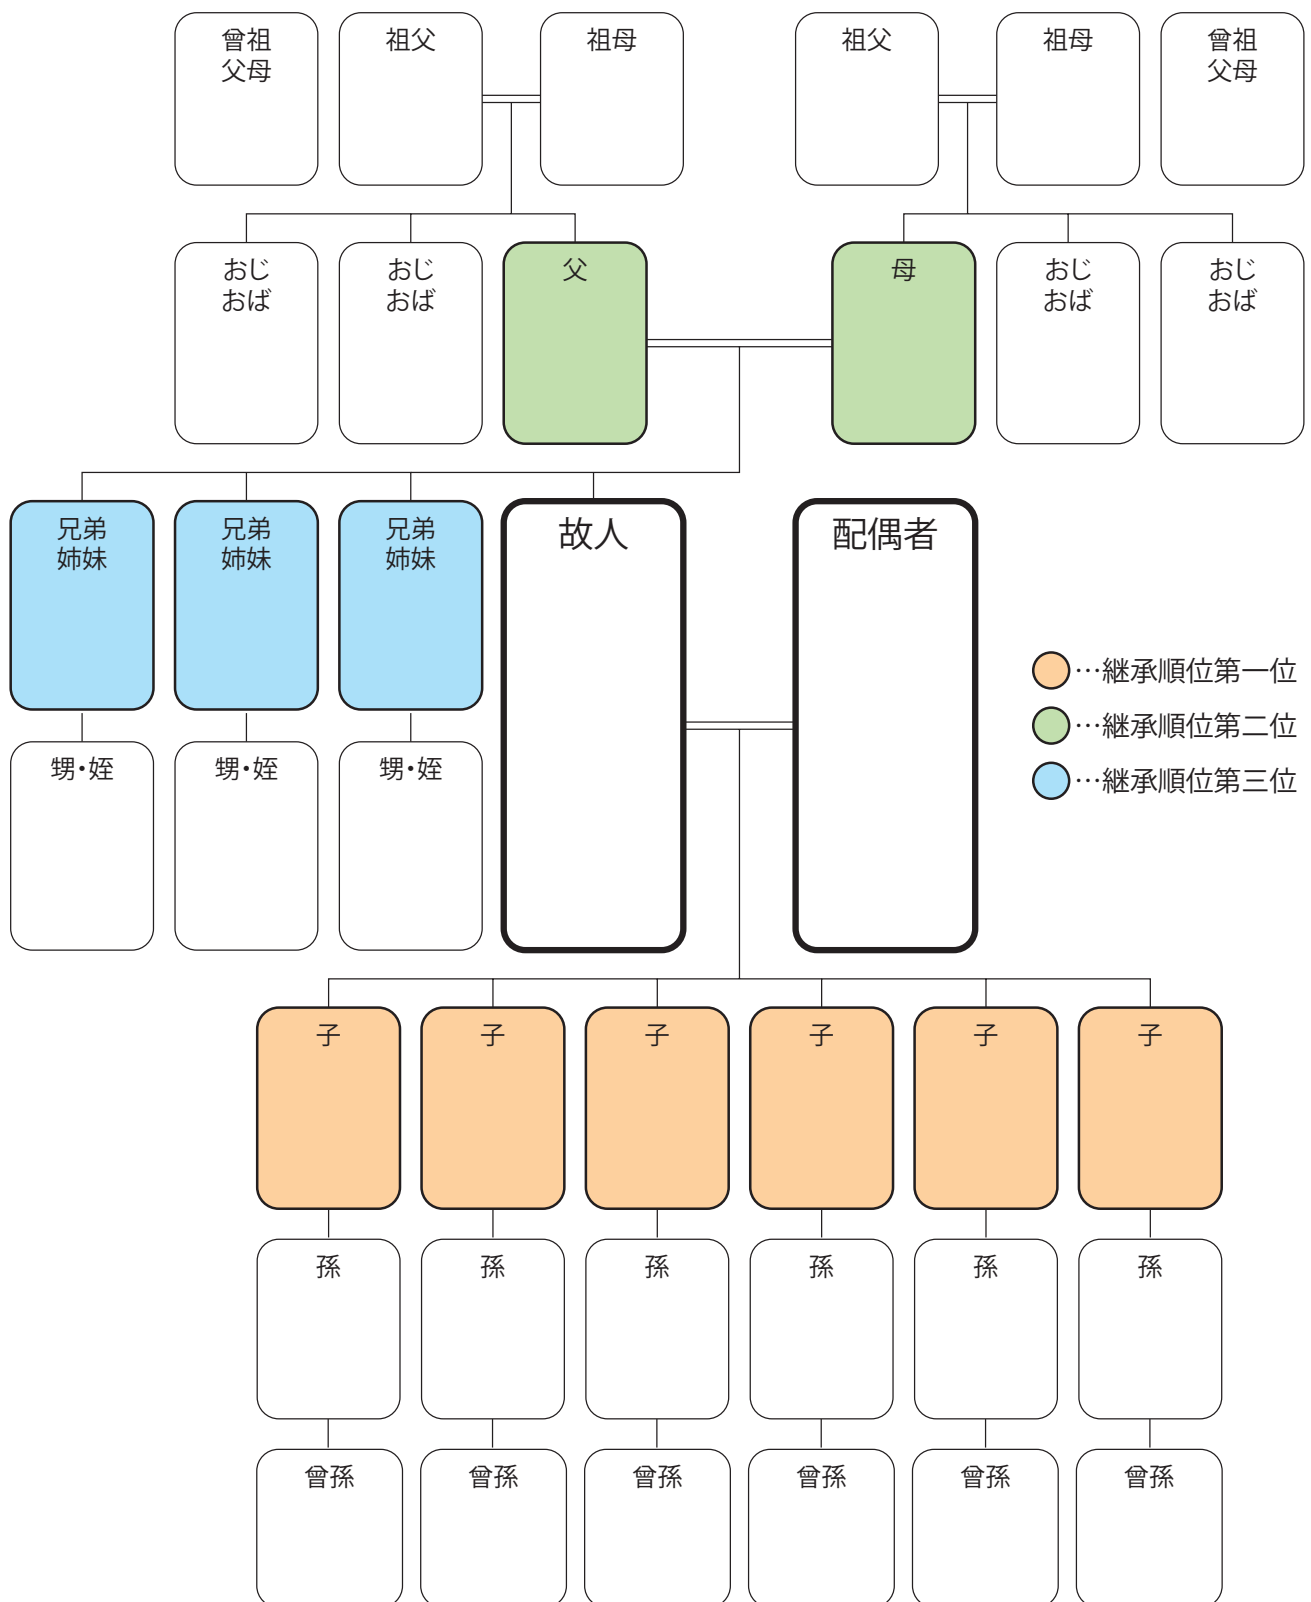 曾祖
父母
祖父
祖母
祖父
祖母
曾祖
父母
おじ
おば
おじ
おば
父
母
おじ
おば
おじ
おば
兄弟
姉妹
兄弟
姉妹
兄弟
姉妹
故人
配偶者
…継承順位第一位
…継承順位第二位
…継承順位第三位
甥・姪
甥・姪
甥・姪
子
子
子
子
子
子
孫
孫
孫
孫
孫
孫
曾孫
曾孫
曾孫
曾孫
曾孫
曾孫